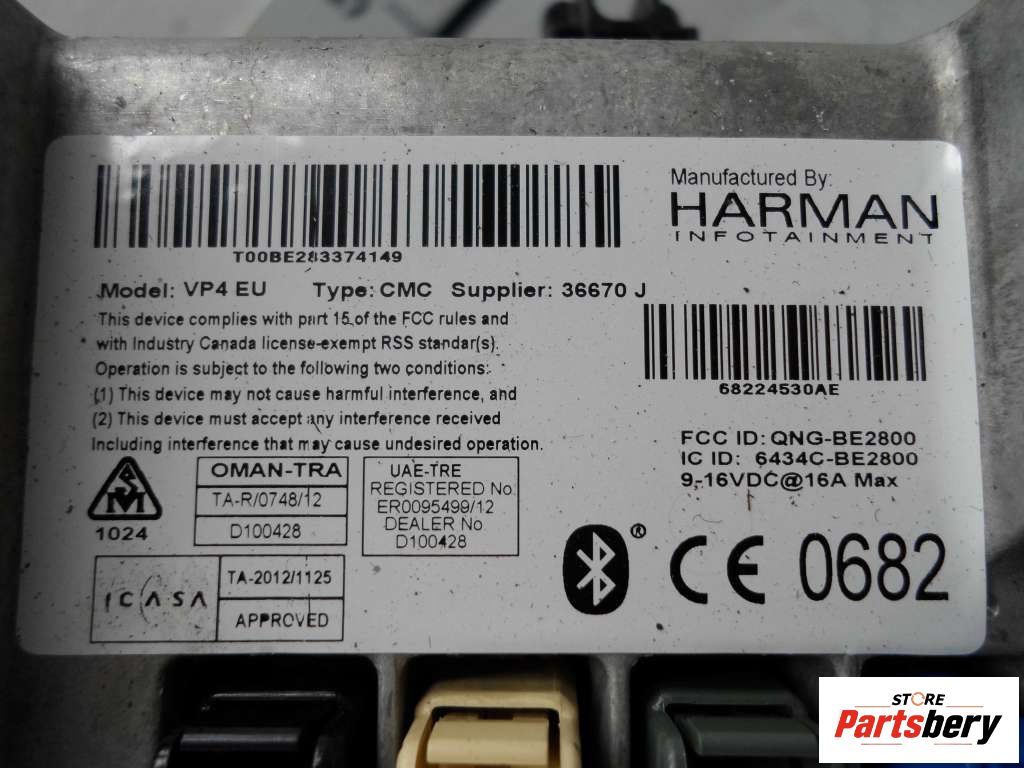 Manufactured By:
HARMAN
INFOTAINMENT
T00BE283374149
Model: VP4 EU Type: CMC Supplier: 36670 J
This device complies with part 15 of the FCC rules and
with Industry Canada license-exempt RSS standar(s).
Operation is subject to the following two conditions:
(1) This device may not cause harmful interference, and
(2) This device must accept any interference received
Including interference that may cause undesired operation.
68224530AE
FCC ID: QNG-BE2800
IC ID: 6434C-BE2800
9-16VDC@16A Max
1024
OMAN-TRA
TA-R/0748/12
D100428
UAE-TRE
REGISTERED No:
ER0095499/12
DEALER No.
D100428
ICASA
TA-2012/1125
APPROVED
® CE 0682
STORE
Partsbery